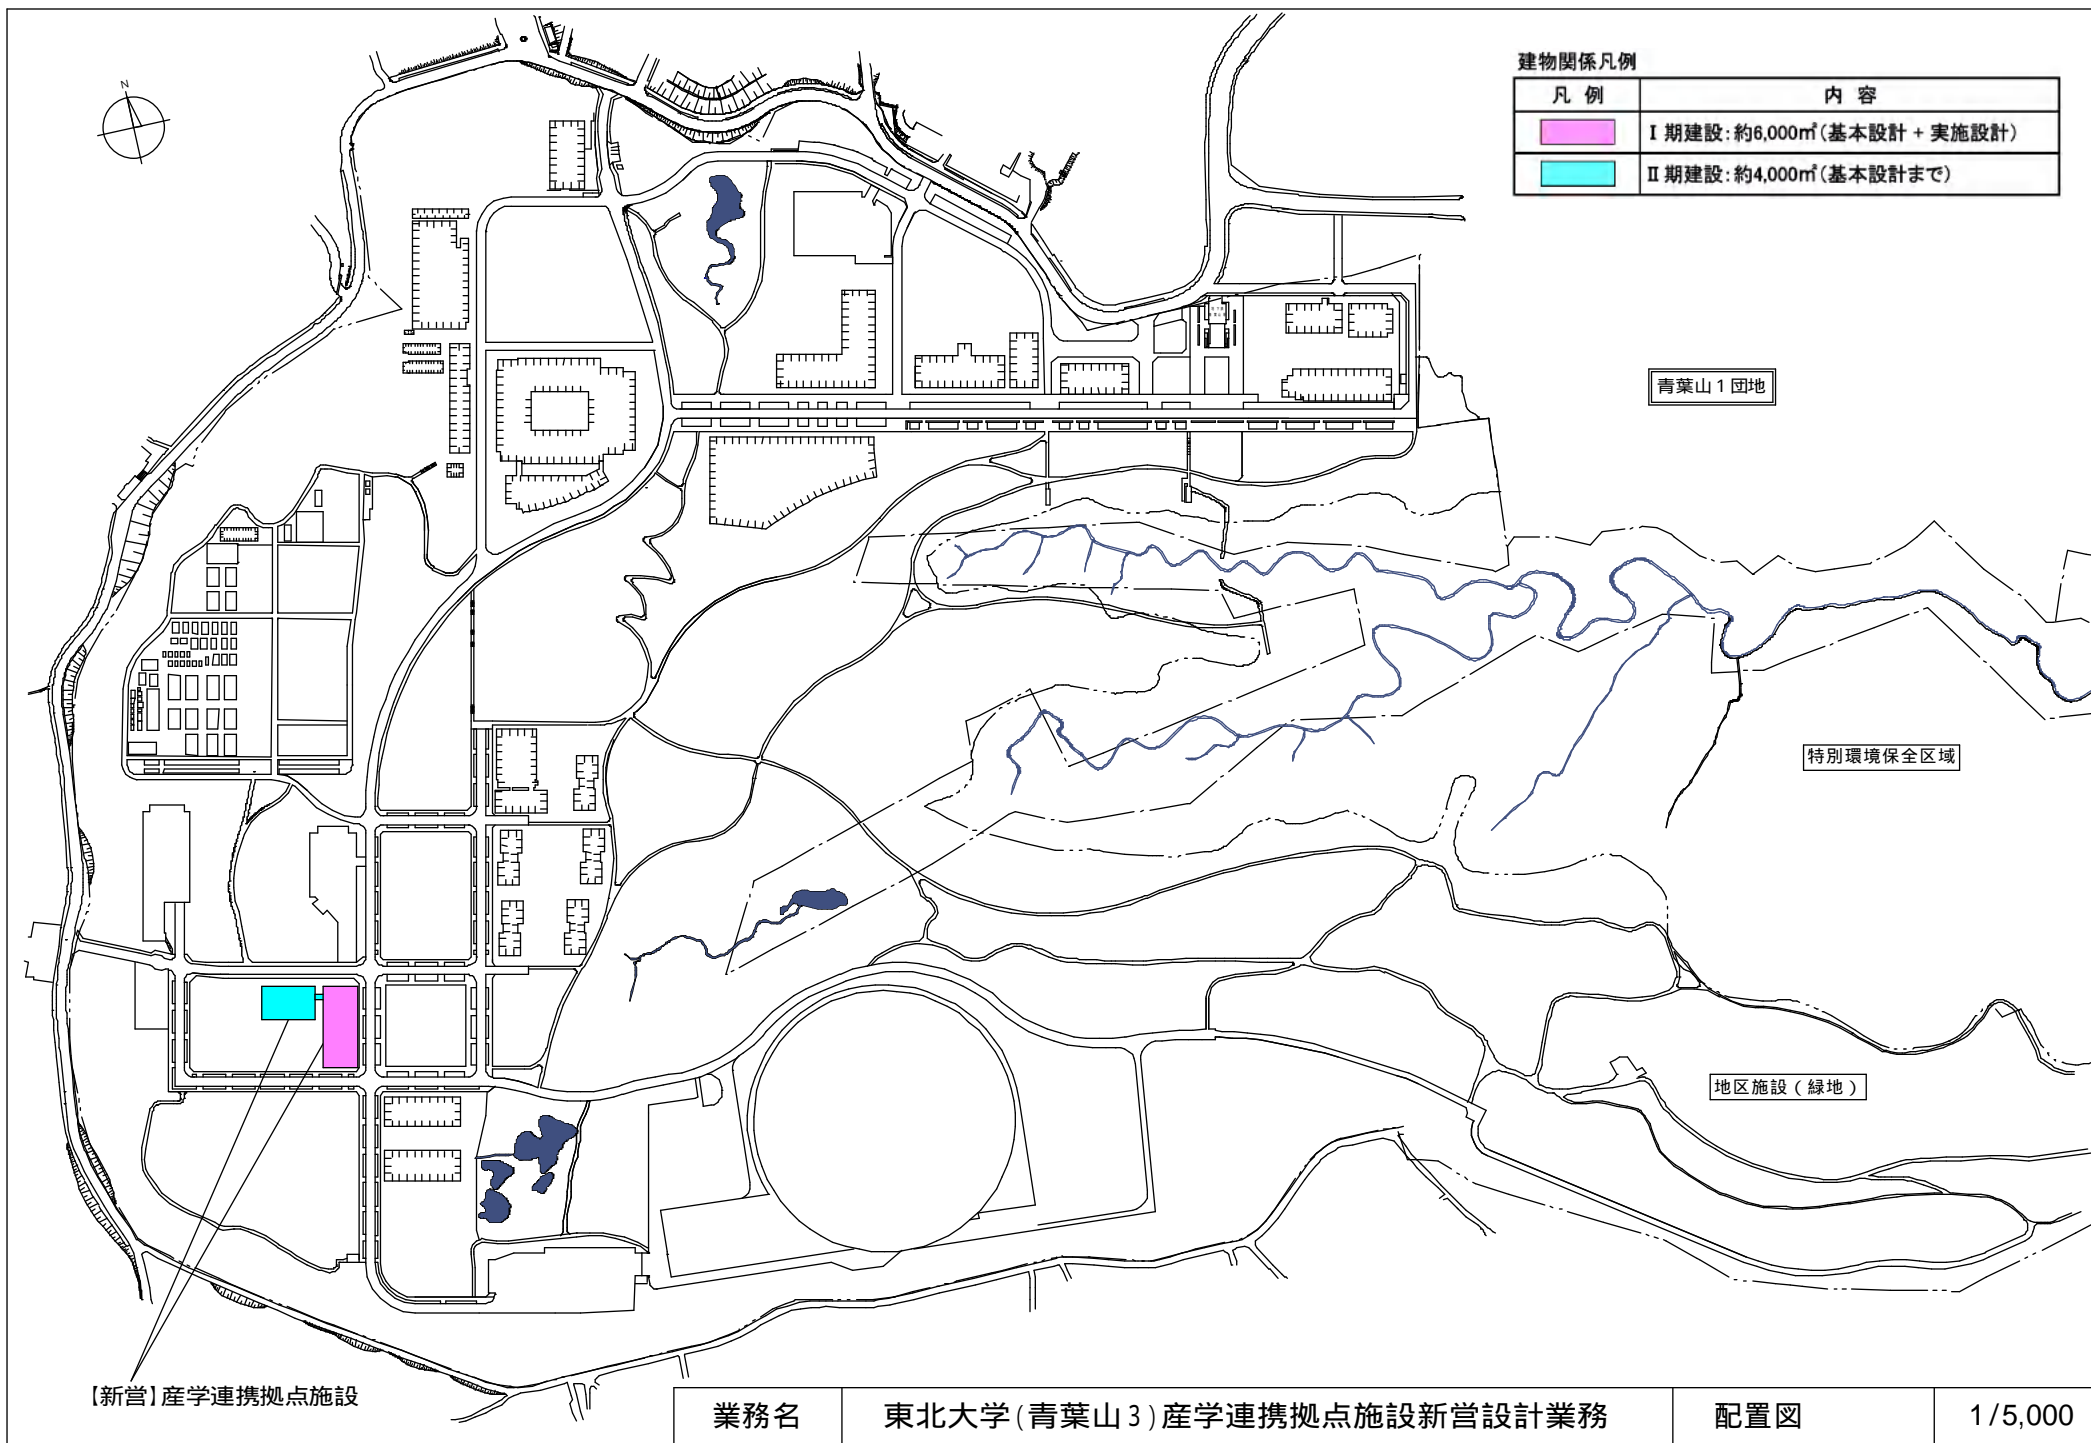 N
建物関係凡例
凡 例 内 容
Ⅰ 期建設：約6,000㎡（基本設計 + 実施設計）
Ⅱ 期建設：約4,000㎡（基本設計まで）
青葉山１団地
特別環境保全区域
地区施設（緑地）
【新営】産学連携拠点施設
業務名 東北大学(青葉山３)産学連携拠点施設新営設計業務 配置図 1/5,000